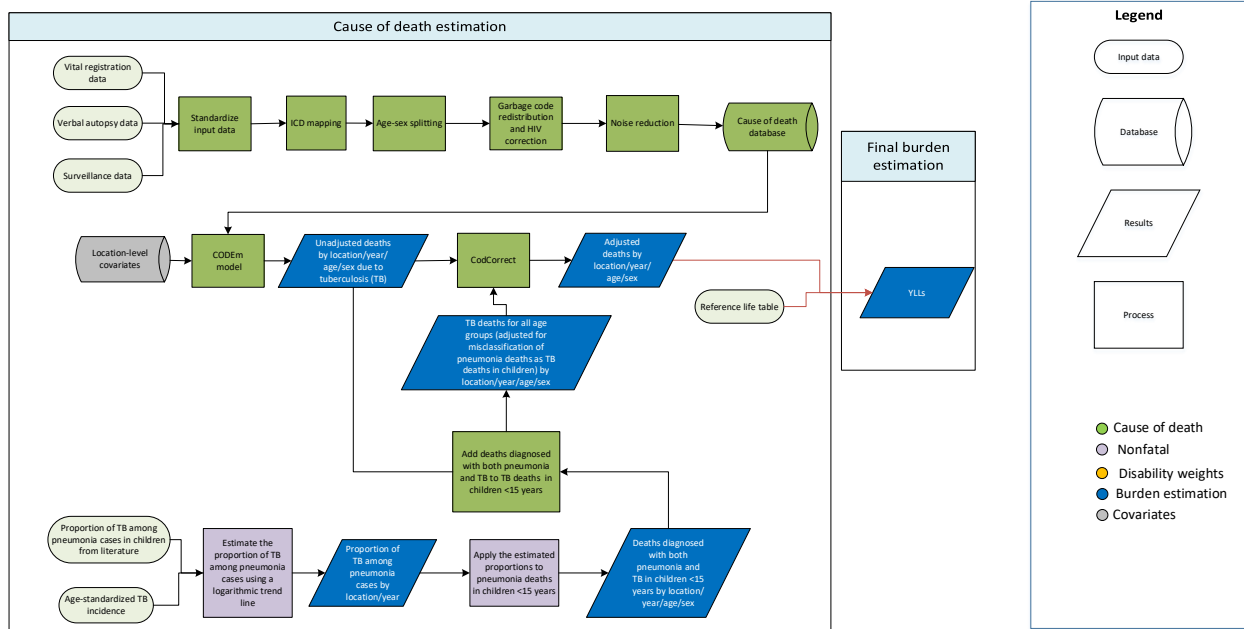 Cause of death estimation
Vital registration
data
Verbal autopsy data
Surveillance data
Standardize
input data
ICD mapping
Age-sex splitting
Garbage code
redistribution
and HIV
correction
Noise reduction
Cause of death
database
Location-level
covariates
CODEm
model
Unadjusted deaths
by location/year/
age/sex due to
tuberculosis (TB)
CodCorrect
Adjusted
deaths by
location/year/
age/sex
Reference life table
Final burden
estimation
YLLs
TB deaths for all age
groups (adjusted for
misclassification of
pneumonia deaths as TB
deaths in children) by
location/year/age/sex
Add deaths diagnosed
with both pneumonia
and TB to TB deaths in
children <15 years
Proportion of TB among
pneumonia cases in children
from literature
Age-standardized TB
incidence
Estimate the
proportion of TB
among pneumonia
cases using a
logarithmic trend
line
Proportion of
TB among
pneumonia
cases by
location/year
Apply the estimated
proportions to
pneumonia deaths
in children <15 years
Deaths diagnosed
with both
pneumonia and
TB in children <15
years by location/
year/age/sex
Legend
Input data
Database
Results
Process
Cause of death
Nonfatal
Disability weights
Burden estimation
Covariates